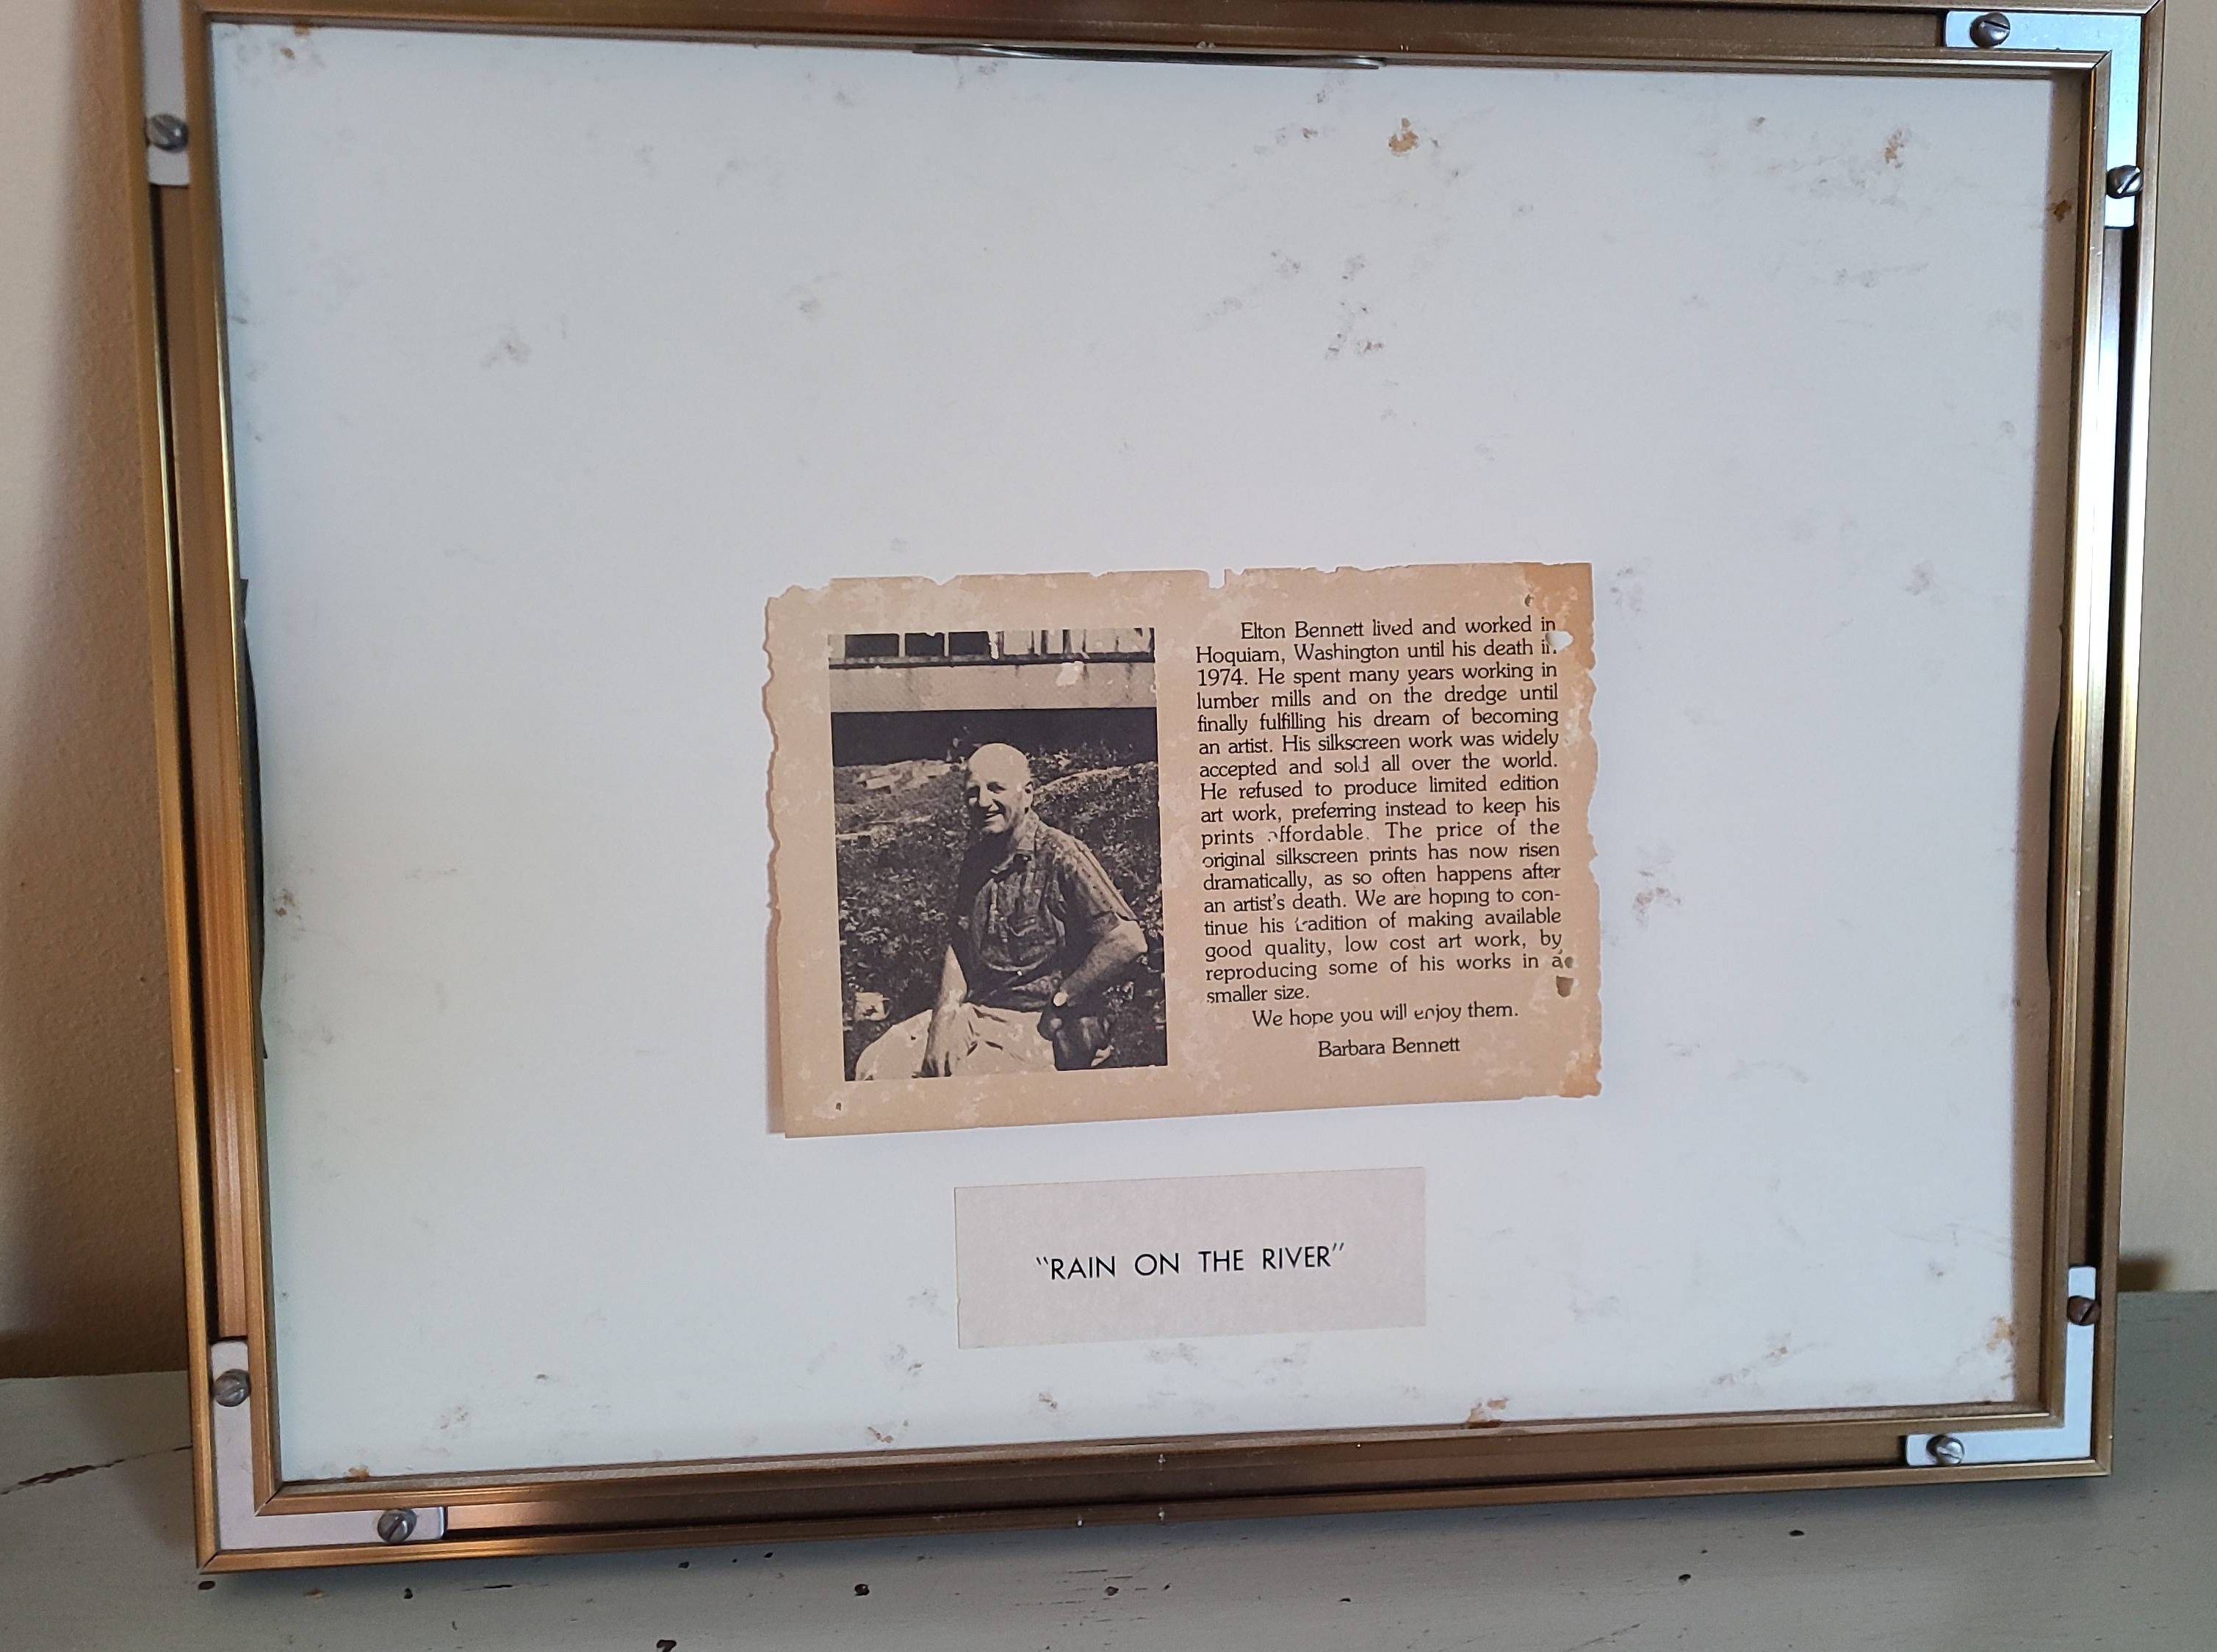 Elton Bennett lived and worked in
Hoquiam, Washington until his death in
1974. He spent many years working in
lumber mills and on the dredge until
finally fulfilling his dream of becoming
an artist. His silkscreen work was widely
accepted and sold all over the world.
He refused to produce limited edition
art work, preferring instead to keep his
prints affordable. The price of the
original silkscreen prints has now risen
dramatically, as so often happens after
an artist's death. We are hoping to con-
tinue his tradition of making available
good quality, low cost art work, by
reproducing some of his works in a
smaller size.
We hope you will enjoy them.
Barbara Bennett
"RAIN ON THE RIVER"